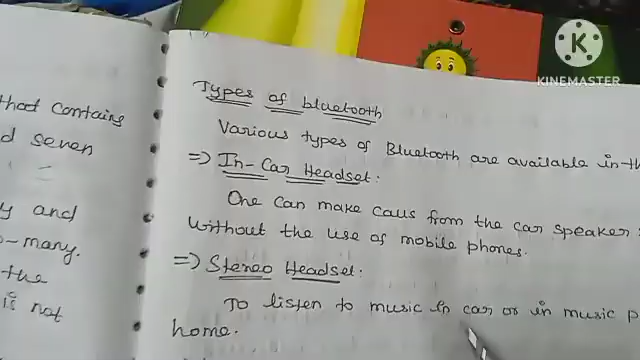 KINEMASTER
that contains
d seven
y and
o-many.
the
is not
Types of bluetooth
Various types of Bluetooth are available in th
=> In-Car Headset:
One can make calls from the car speaker
without the use of mobile phones.
=> Stereo Headset:
To listen to music in car or in music p
home.